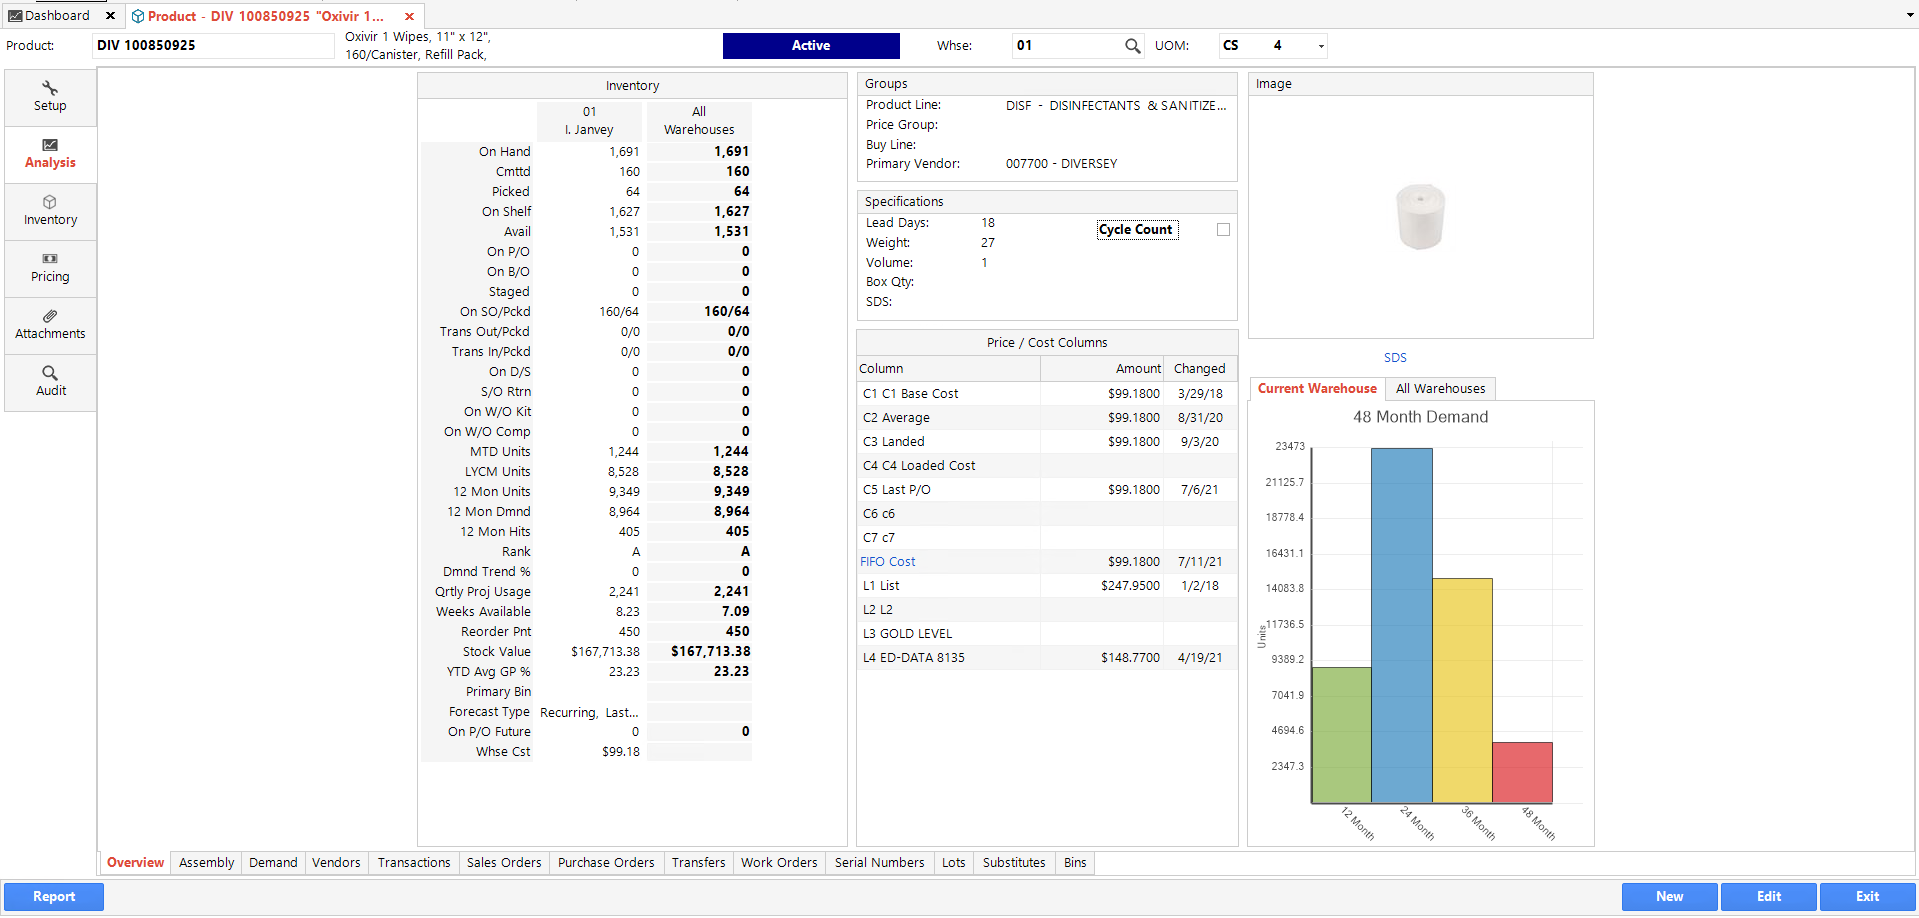 Dashboard ✕ Product - DIV 100850925 "Oxivir 1... ✕
Product: DIV 100850925 Oxivir 1 Wipes, 11" x 12", 160/Canister, Refill Pack, Active Whse: 01 UOM: CS 4
Setup
Analysis
Inventory
Pricing
Attachments
Audit
Inventory
01 All
I. Janvey Warehouses
On Hand 1,691 1,691
Cmttd 160 160
Picked 64 64
On Shelf 1,627 1,627
Avail 1,531 1,531
On P/O 0 0
On B/O 0 0
Staged 0 0
On SO/Pckd 160/64 160/64
Trans Out/Pckd 0/0 0/0
Trans In/Pckd 0/0 0/0
On D/S 0 0
S/O Rtrn 0 0
On W/O Kit 0 0
On W/O Comp 0 0
MTD Units 1,244 1,244
LYCM Units 8,528 8,528
12 Mon Units 9,349 9,349
12 Mon Dmnd 8,964 8,964
12 Mon Hits 405 405
Rank A A
Dmnd Trend % 0 0
Qrtly Proj Usage 2,241 2,241
Weeks Available 8.23 7.09
Reorder Pnt 450 450
Stock Value $167,713.38 $167,713.38
YTD Avg GP % 23.23 23.23
Primary Bin
Forecast Type Recurring, Last...
On P/O Future 0 0
Whse Cst $99.18
Groups
Product Line: DISF - DISINFECTANTS & SANITIZE...
Price Group:
Buy Line:
Primary Vendor: 007700 - DIVERSEY
Specifications
Lead Days: 18 Cycle Count
Weight: 27
Volume: 1
Box Qty:
SDS:
Price / Cost Columns
Column Amount Changed
C1 C1 Base Cost $99.1800 3/29/18
C2 Average $99.1800 8/31/20
C3 Landed $99.1800 9/3/20
C4 C4 Loaded Cost
C5 Last P/O $99.1800 7/6/21
C6 c6
C7 c7
FIFO Cost $99.1800 7/11/21
L1 List $247.9500 1/2/18
L2 L2
L3 GOLD LEVEL
L4 ED-DATA 8135 $148.7700 4/19/21
Image
SDS
Current Warehouse All Warehouses
48 Month Demand
23473
21125.7
18778.4
16431.1
14083.8
11736.5
9389.2
7041.9
4694.6
2347.3
Units
12 Month 24 Month 36 Month 48 Month
Overview Assembly Demand Vendors Transactions Sales Orders Purchase Orders Transfers Work Orders Serial Numbers Lots Substitutes Bins
Report New Edit Exit